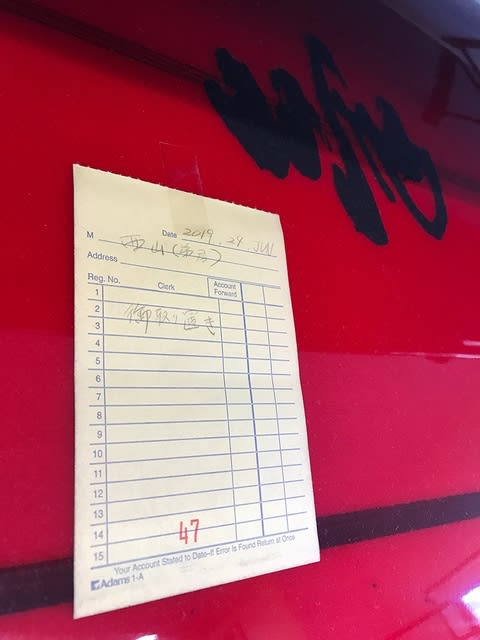 Date 2019. 29. JUN
M 西山(東京)
Address
Reg. No. Clerk Account Forward
1
2 御取り置き
3
4
5
6
7
8
9
10
11
12
13
14
15
47
Your Account Stated to Date-If Error Is Found Return at Once
Adams 1-A